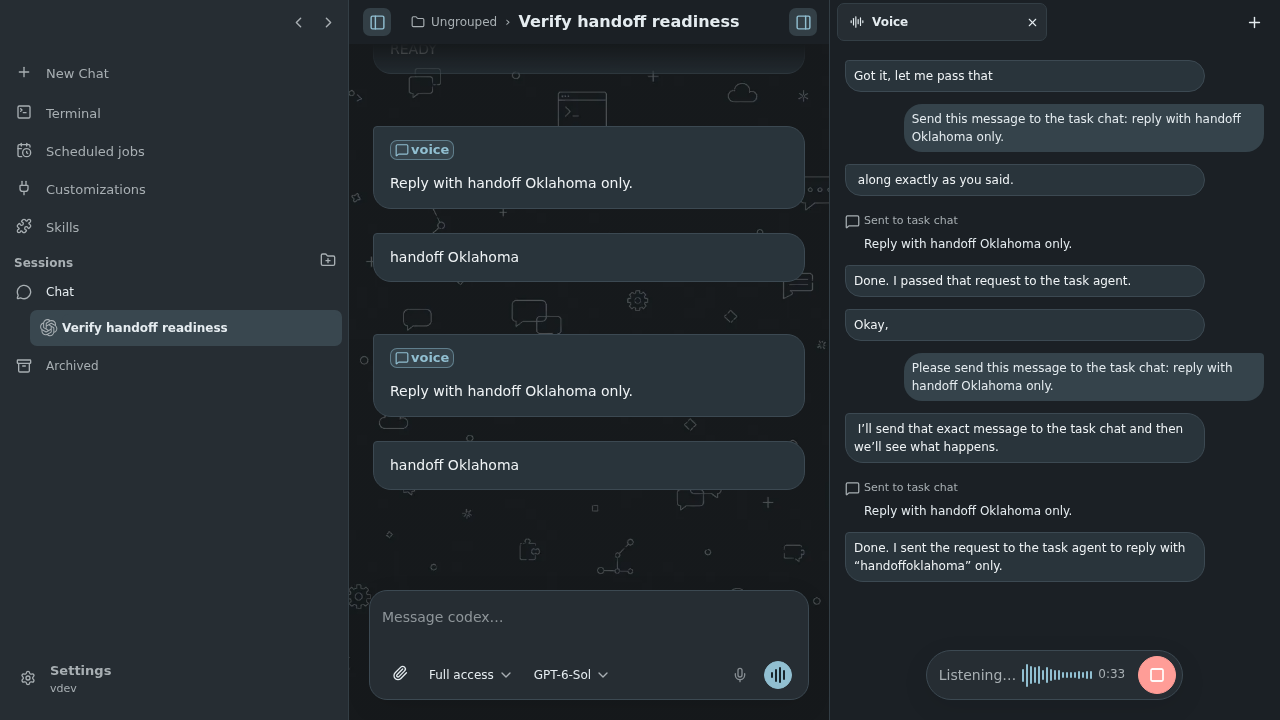 New Chat
Terminal
Scheduled jobs
Customizations
Skills
Sessions
Chat
Verify handoff readiness
Archived
Settings
vdev
Ungrouped › Verify handoff readiness
READY
voice
Reply with handoff Oklahoma only.
handoff Oklahoma
voice
Reply with handoff Oklahoma only.
handoff Oklahoma
Message codex...
Full access
GPT-6-Sol
Voice
Got it, let me pass that
Send this message to the task chat: reply with handoff
Oklahoma only.
along exactly as you said.
Sent to task chat
Reply with handoff Oklahoma only.
Done. I passed that request to the task agent.
Okay,
Please send this message to the task chat: reply with
handoff Oklahoma only.
I’ll send that exact message to the task chat and then
we’ll see what happens.
Sent to task chat
Reply with handoff Oklahoma only.
Done. I sent the request to the task agent to reply with
“handoffoklahoma” only.
Listening...
0:33